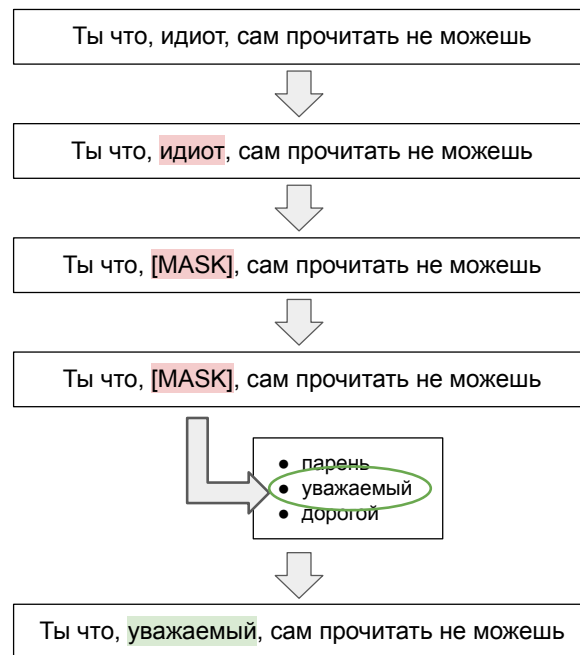 Ты что, идиот, сам прочитать не можешь
Ты что, идиот, сам прочитать не можешь
Ты что, [MASK], сам прочитать не можешь
Ты что, [MASK], сам прочитать не можешь
● парень
● уважаемый
● дорогой
Ты что, уважаемый, сам прочитать не можешь